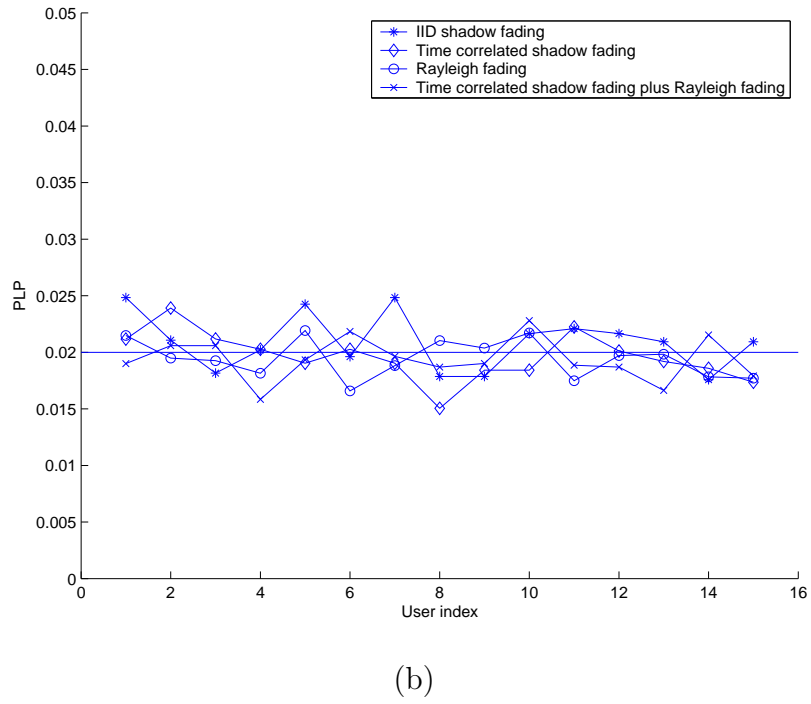 0.05
0.045
0.04
0.035
0.03
0.025
0.02
0.015
0.01
0.005
0
PLP
IID shadow fading
Time correlated shadow fading
Rayleigh fading
Time correlated shadow fading plus Rayleigh fading
0 2 4 6 8 10 12 14 16
User index
(b)